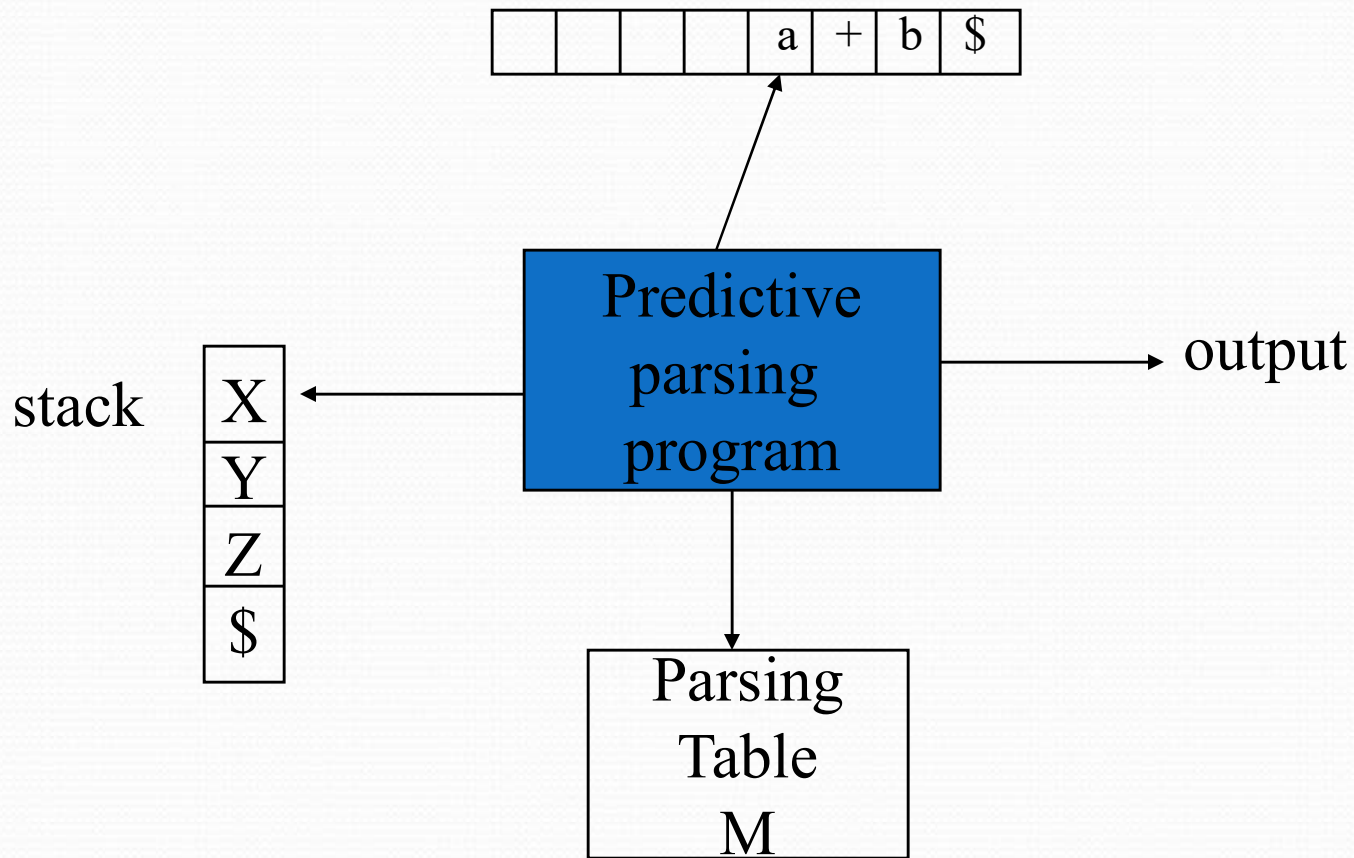 a + b $
Predictive
parsing
program
output
stack
X
Y
Z
$
Parsing
Table
M